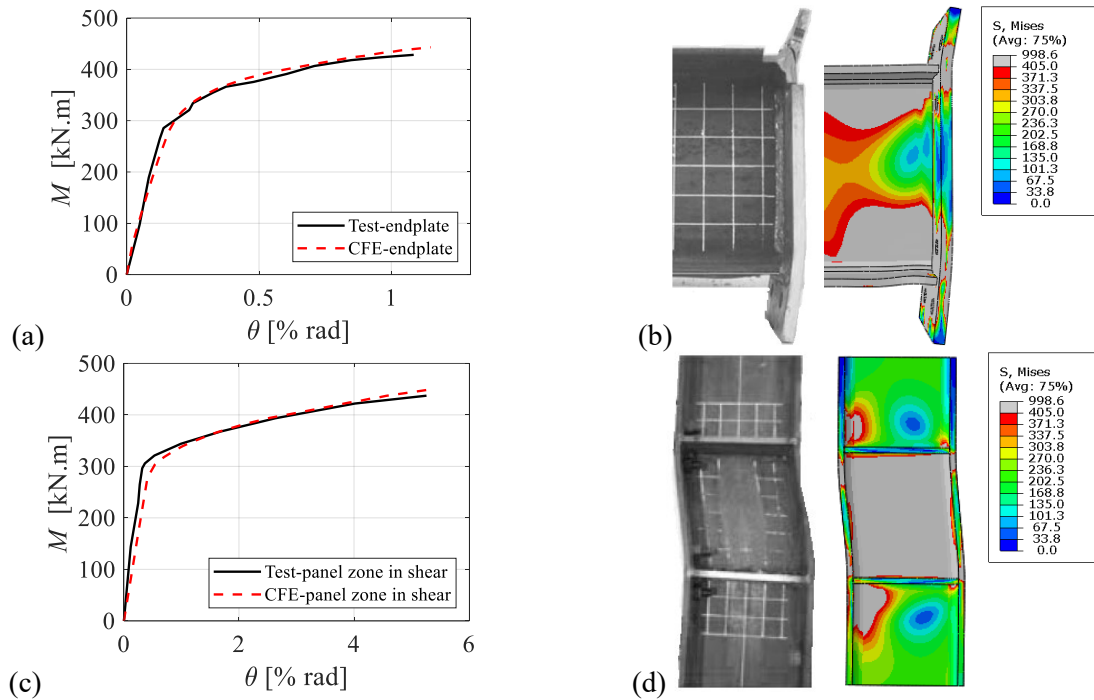 500
400
300
200
100
0
M [kN.m]
Test-endplate
CFE-endplate
0
0.5
1
θ [% rad]
(a)
S, Mises
(Avg: 75%)
998.6
405.0
371.3
337.5
303.8
270.0
236.3
202.5
168.8
135.0
101.3
67.5
33.8
0.0
(b)
500
400
300
200
100
0
M [kN.m]
Test-panel zone in shear
CFE-panel zone in shear
0
2
4
6
θ [% rad]
(c)
S, Mises
(Avg: 75%)
998.6
405.0
371.3
337.5
303.8
270.0
236.3
202.5
168.8
135.0
101.3
67.5
33.8
0.0
(d)